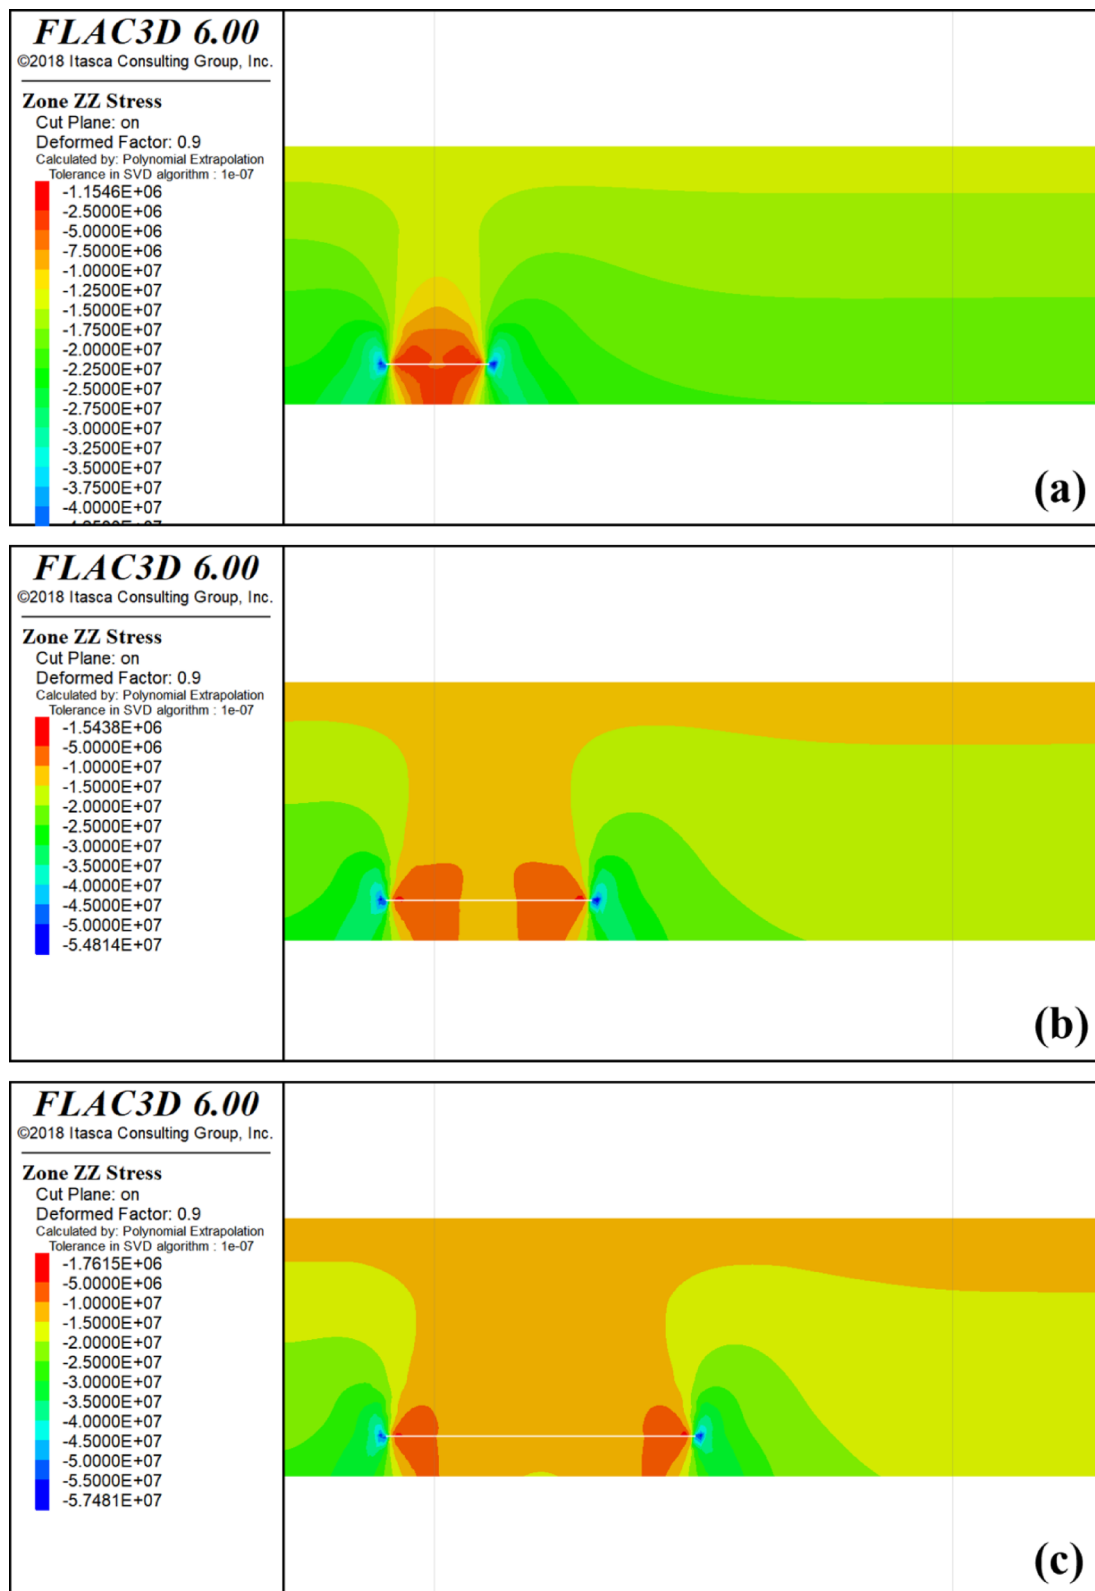 FLAC3D 6.00
©2018 Itasca Consulting Group, Inc.
Zone ZZ Stress
Cut Plane: on
Deformed Factor: 0.9
Calculated by: Polynomial Extrapolation
Tolerance in SVD algorithm : 1e-07
-1.1546E+06
-2.5000E+06
-5.0000E+06
-7.5000E+06
-1.0000E+07
-1.2500E+07
-1.5000E+07
-1.7500E+07
-2.0000E+07
-2.2500E+07
-2.5000E+07
-2.7500E+07
-3.0000E+07
-3.2500E+07
-3.5000E+07
-3.7500E+07
-4.0000E+07
(a)
FLAC3D 6.00
©2018 Itasca Consulting Group, Inc.
Zone ZZ Stress
Cut Plane: on
Deformed Factor: 0.9
Calculated by: Polynomial Extrapolation
Tolerance in SVD algorithm : 1e-07
-1.5438E+06
-5.0000E+06
-1.0000E+07
-1.5000E+07
-2.0000E+07
-2.5000E+07
-3.0000E+07
-3.5000E+07
-4.0000E+07
-4.5000E+07
-5.0000E+07
-5.4814E+07
(b)
FLAC3D 6.00
©2018 Itasca Consulting Group, Inc.
Zone ZZ Stress
Cut Plane: on
Deformed Factor: 0.9
Calculated by: Polynomial Extrapolation
Tolerance in SVD algorithm : 1e-07
-1.7615E+06
-5.0000E+06
-1.0000E+07
-1.5000E+07
-2.0000E+07
-2.5000E+07
-3.0000E+07
-3.5000E+07
-4.0000E+07
-4.5000E+07
-5.0000E+07
-5.5000E+07
-5.7481E+07
(c)